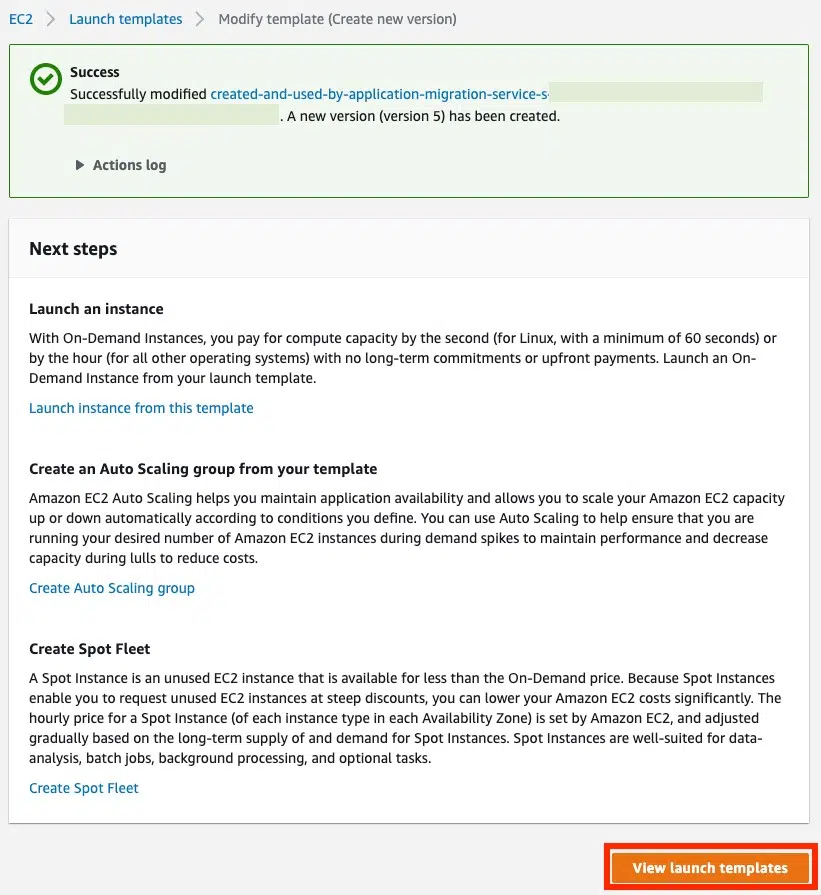 EC2 > Launch templates > Modify template (Create new version)
Success
Successfully modified created-and-used-by-application-migration-service-s-
. A new version (version 5) has been created.
Actions log
Next steps
Launch an instance
With On-Demand Instances, you pay for compute capacity by the second (for Linux, with a minimum of 60 seconds) or
by the hour (for all other operating systems) with no long-term commitments or upfront payments. Launch an On-
Demand Instance from your launch template.
Launch instance from this template
Create an Auto Scaling group from your template
Amazon EC2 Auto Scaling helps you maintain application availability and allows you to scale your Amazon EC2 capacity
up or down automatically according to conditions you define. You can use Auto Scaling to help ensure that you are
running your desired number of Amazon EC2 instances during demand spikes to maintain performance and decrease
capacity during lulls to reduce costs.
Create Auto Scaling group
Create Spot Fleet
A Spot Instance is an unused EC2 instance that is available for less than the On-Demand price. Because Spot Instances
enable you to request unused EC2 instances at steep discounts, you can lower your Amazon EC2 costs significantly. The
hourly price for a Spot Instance (of each instance type in each Availability Zone) is set by Amazon EC2, and adjusted
gradually based on the long-term supply of and demand for Spot Instances. Spot Instances are well-suited for data-
analysis, batch jobs, background processing, and optional tasks.
Create Spot Fleet
View launch templates